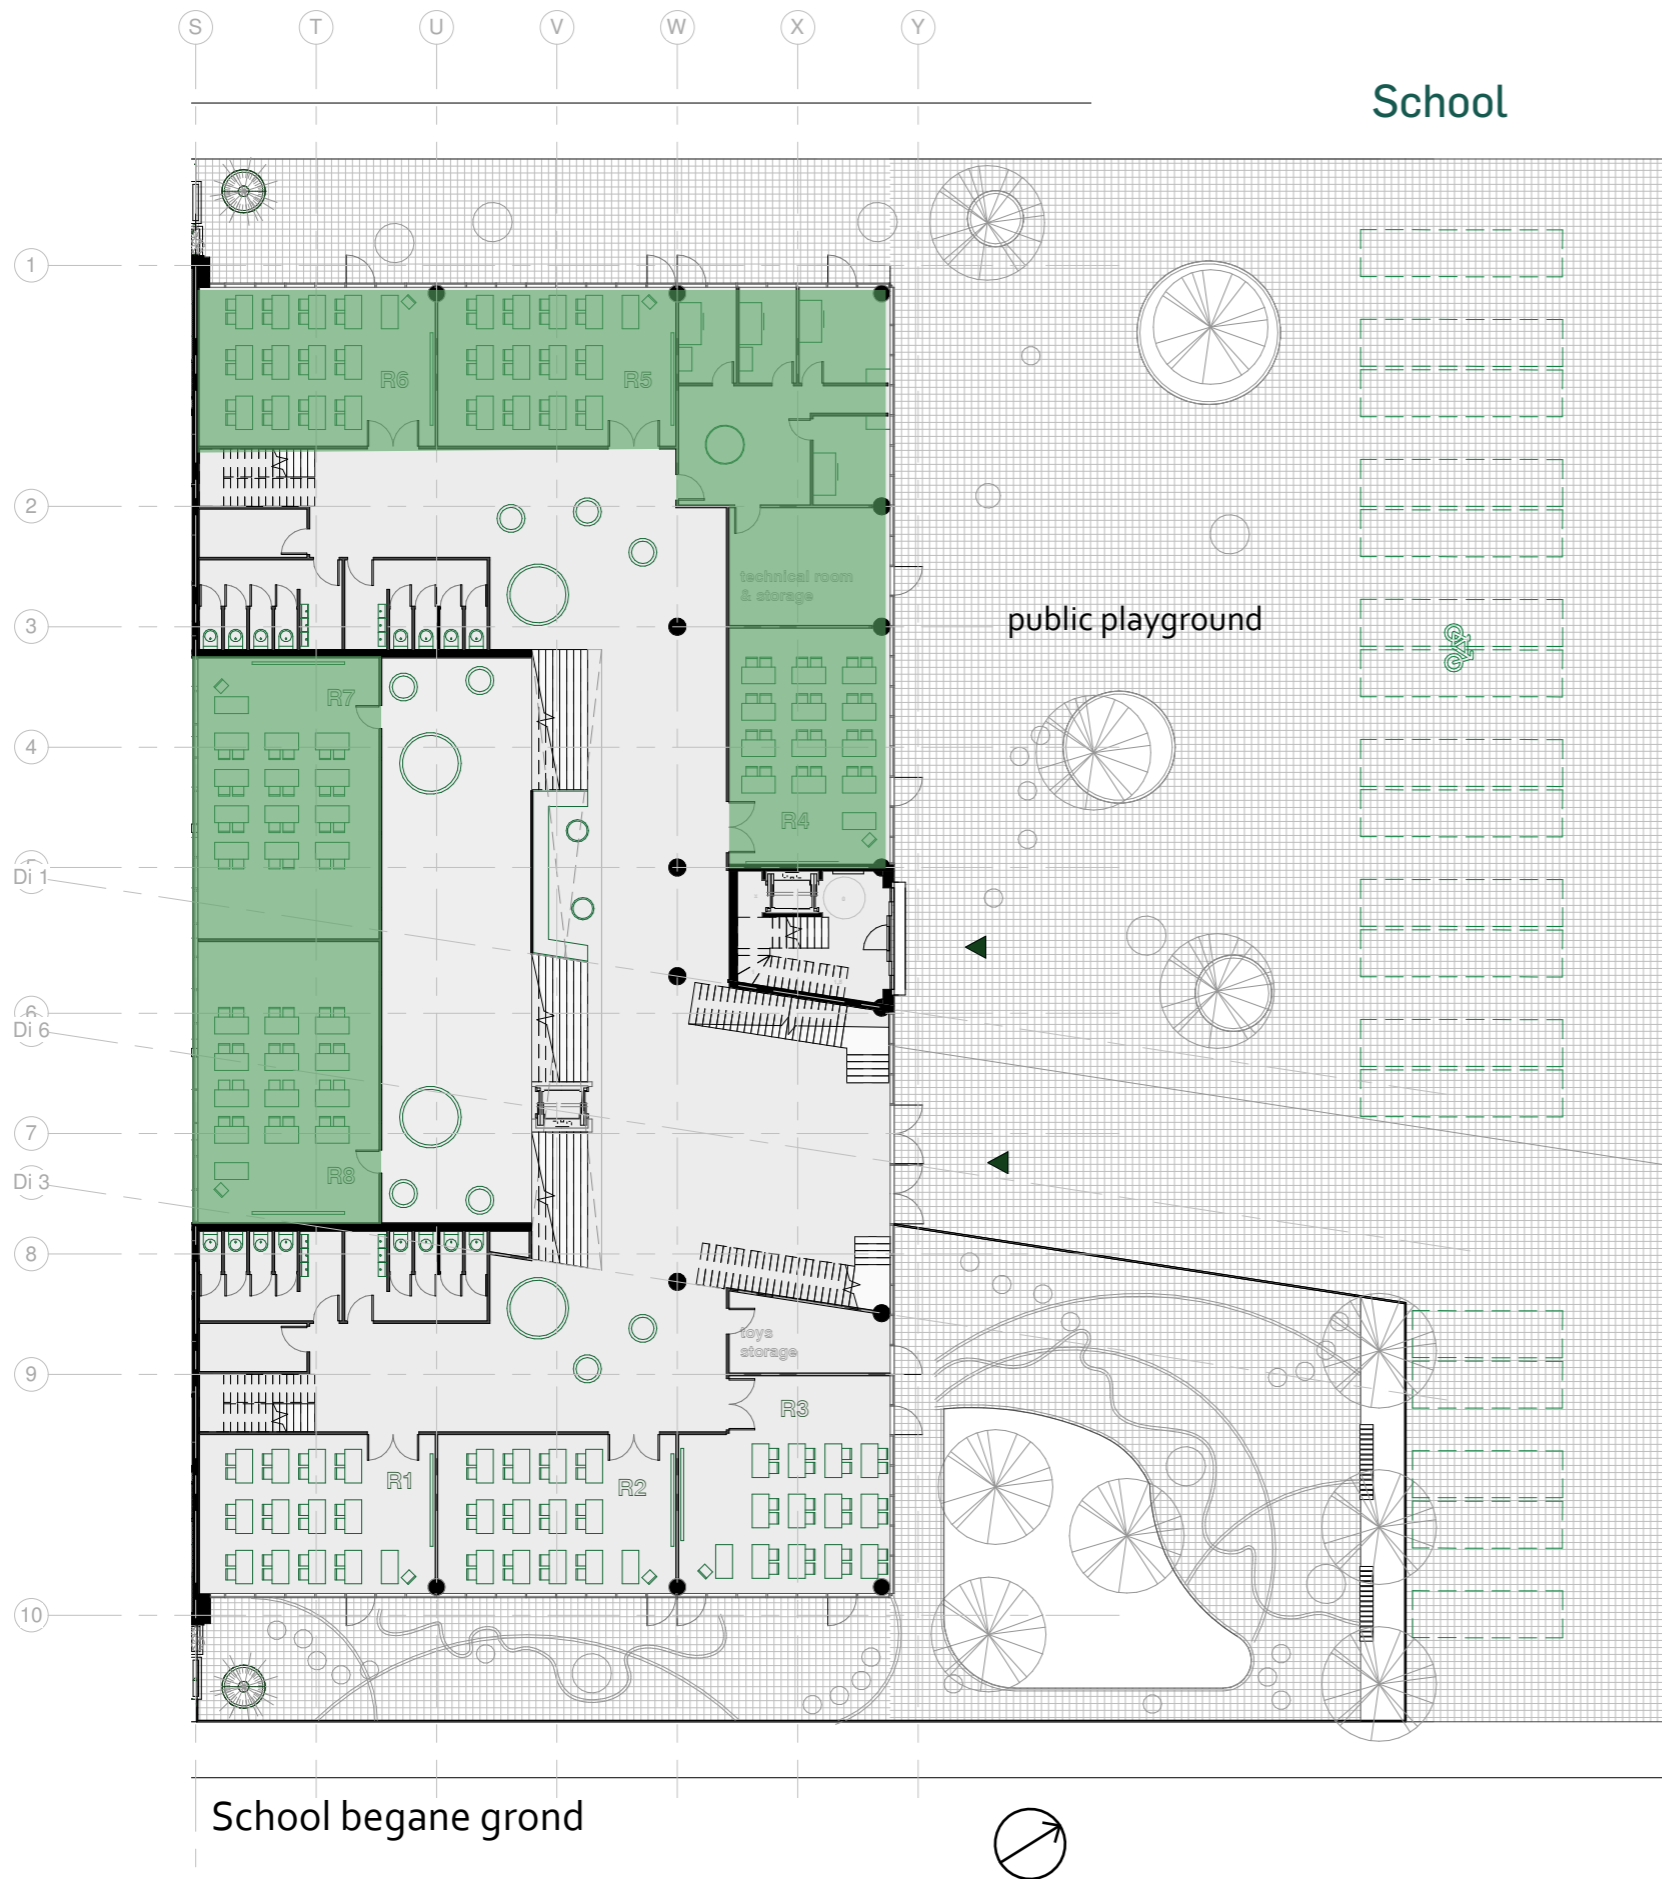 S T U V W X Y
School
1
R6 R5
2
technical room
& storage
3
public playground
R7
4
R4
Di 1
6
Di 6
7
R8
Di 3
8
toys
storage
9
R3
R1 R2
10
School begane grond